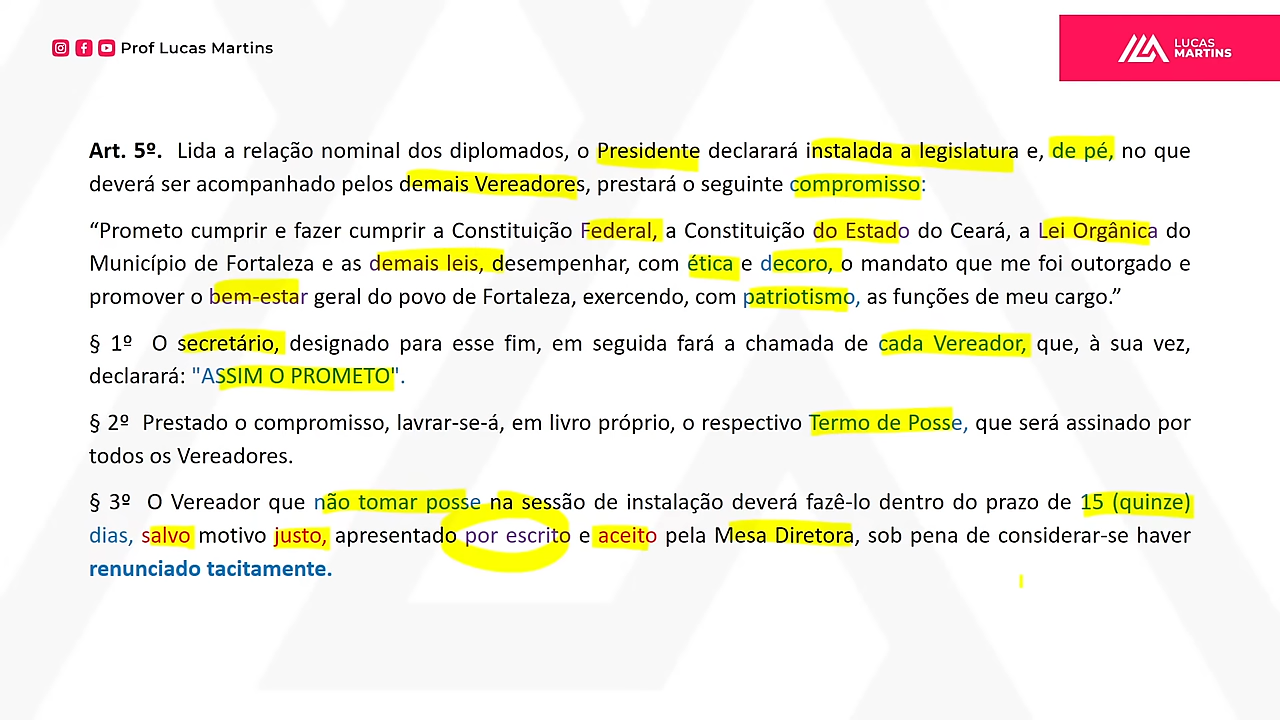 Prof Lucas Martins
LUCAS
MARTINS
Art. 5º. Lida a relação nominal dos diplomados, o Presidente declarará instalada a legislatura e, de pé, no que
deverá ser acompanhado pelos demais Vereadores, prestará o seguinte compromisso:
“Prometo cumprir e fazer cumprir a Constituição Federal, a Constituição do Estado do Ceará, a Lei Orgânica do
Município de Fortaleza e as demais leis, desempenhar, com ética e decoro, o mandato que me foi outorgado e
promover o bem-estar geral do povo de Fortaleza, exercendo, com patriotismo, as funções de meu cargo.”
§ 1º O secretário, designado para esse fim, em seguida fará a chamada de cada Vereador, que, à sua vez,
declarará: "ASSIM O PROMETO".
§ 2º Prestado o compromisso, lavrar-se-á, em livro próprio, o respectivo Termo de Posse, que será assinado por
todos os Vereadores.
§ 3º O Vereador que não tomar posse na sessão de instalação deverá fazê-lo dentro do prazo de 15 (quinze)
dias, salvo motivo justo, apresentado por escrito e aceito pela Mesa Diretora, sob pena de considerar-se haver
renunciado tacitamente.